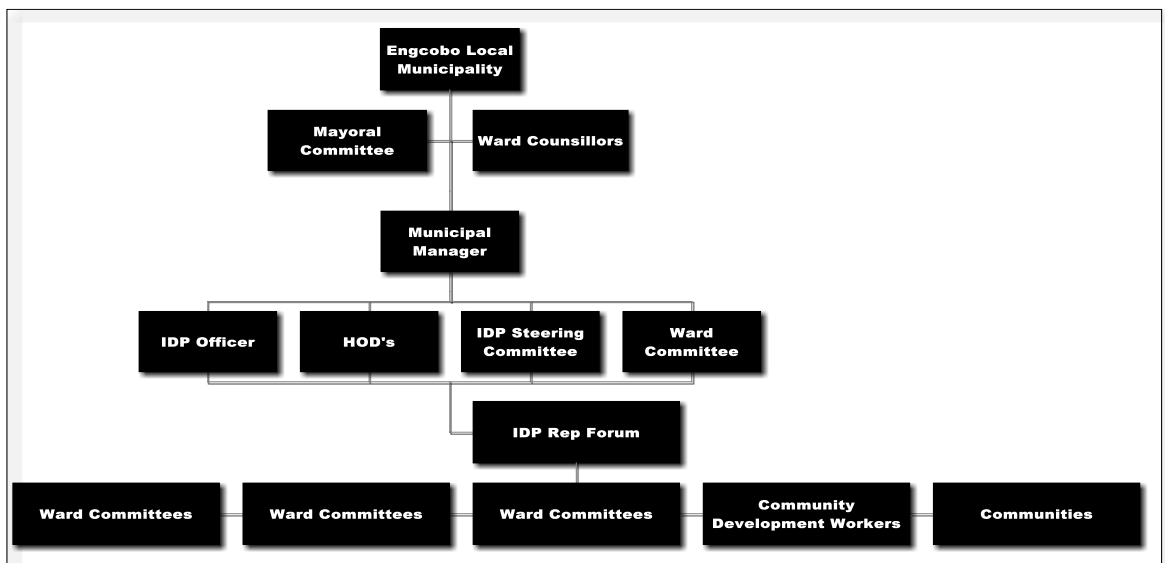 Engcobo Local
Municipality
Mayoral
Committee
Ward Counsillors
Municipal
Manager
IDP Officer
HOD's
IDP Steering
Committee
Ward
Committee
IDP Rep Forum
Ward Committees
Ward Committees
Ward Committees
Community
Development Workers
Communities